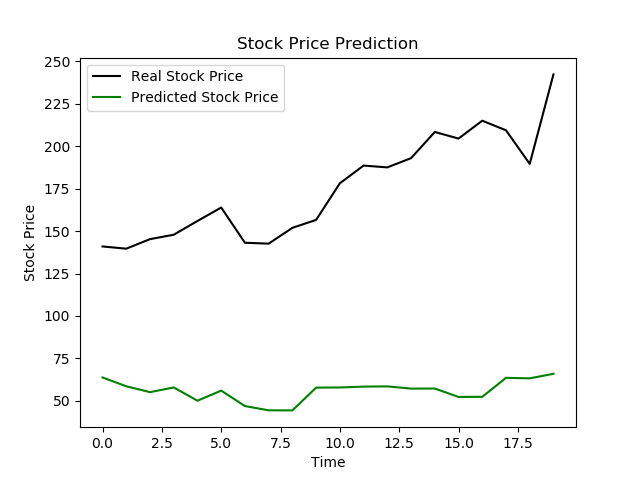 Stock Price Prediction
Real Stock Price
Predicted Stock Price
250
225
200
175
150
125
100
75
50
Stock Price
0.0 2.5 5.0 7.5 10.0 12.5 15.0 17.5
Time